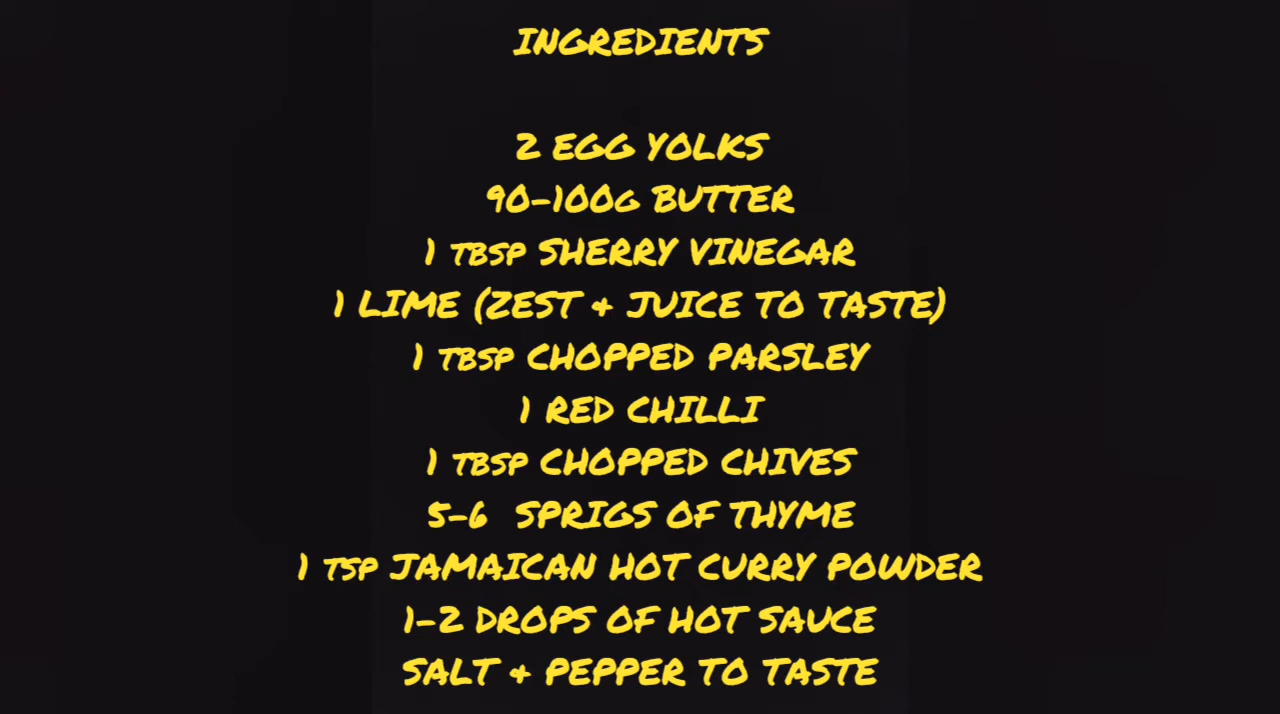 INGREDIENTS
2 EGG YOLKS
90-100G BUTTER
1 TBSP SHERRY VINEGAR
1 LIME (ZEST & JUICE TO TASTE)
1 TBSP CHOPPED PARSLEY
1 RED CHILLI
1 TBSP CHOPPED CHIVES
5-6 SPRIGS OF THYME
1 TSP JAMAICAN HOT CURRY POWDER
1-2 DROPS OF HOT SAUCE
SALT & PEPPER TO TASTE